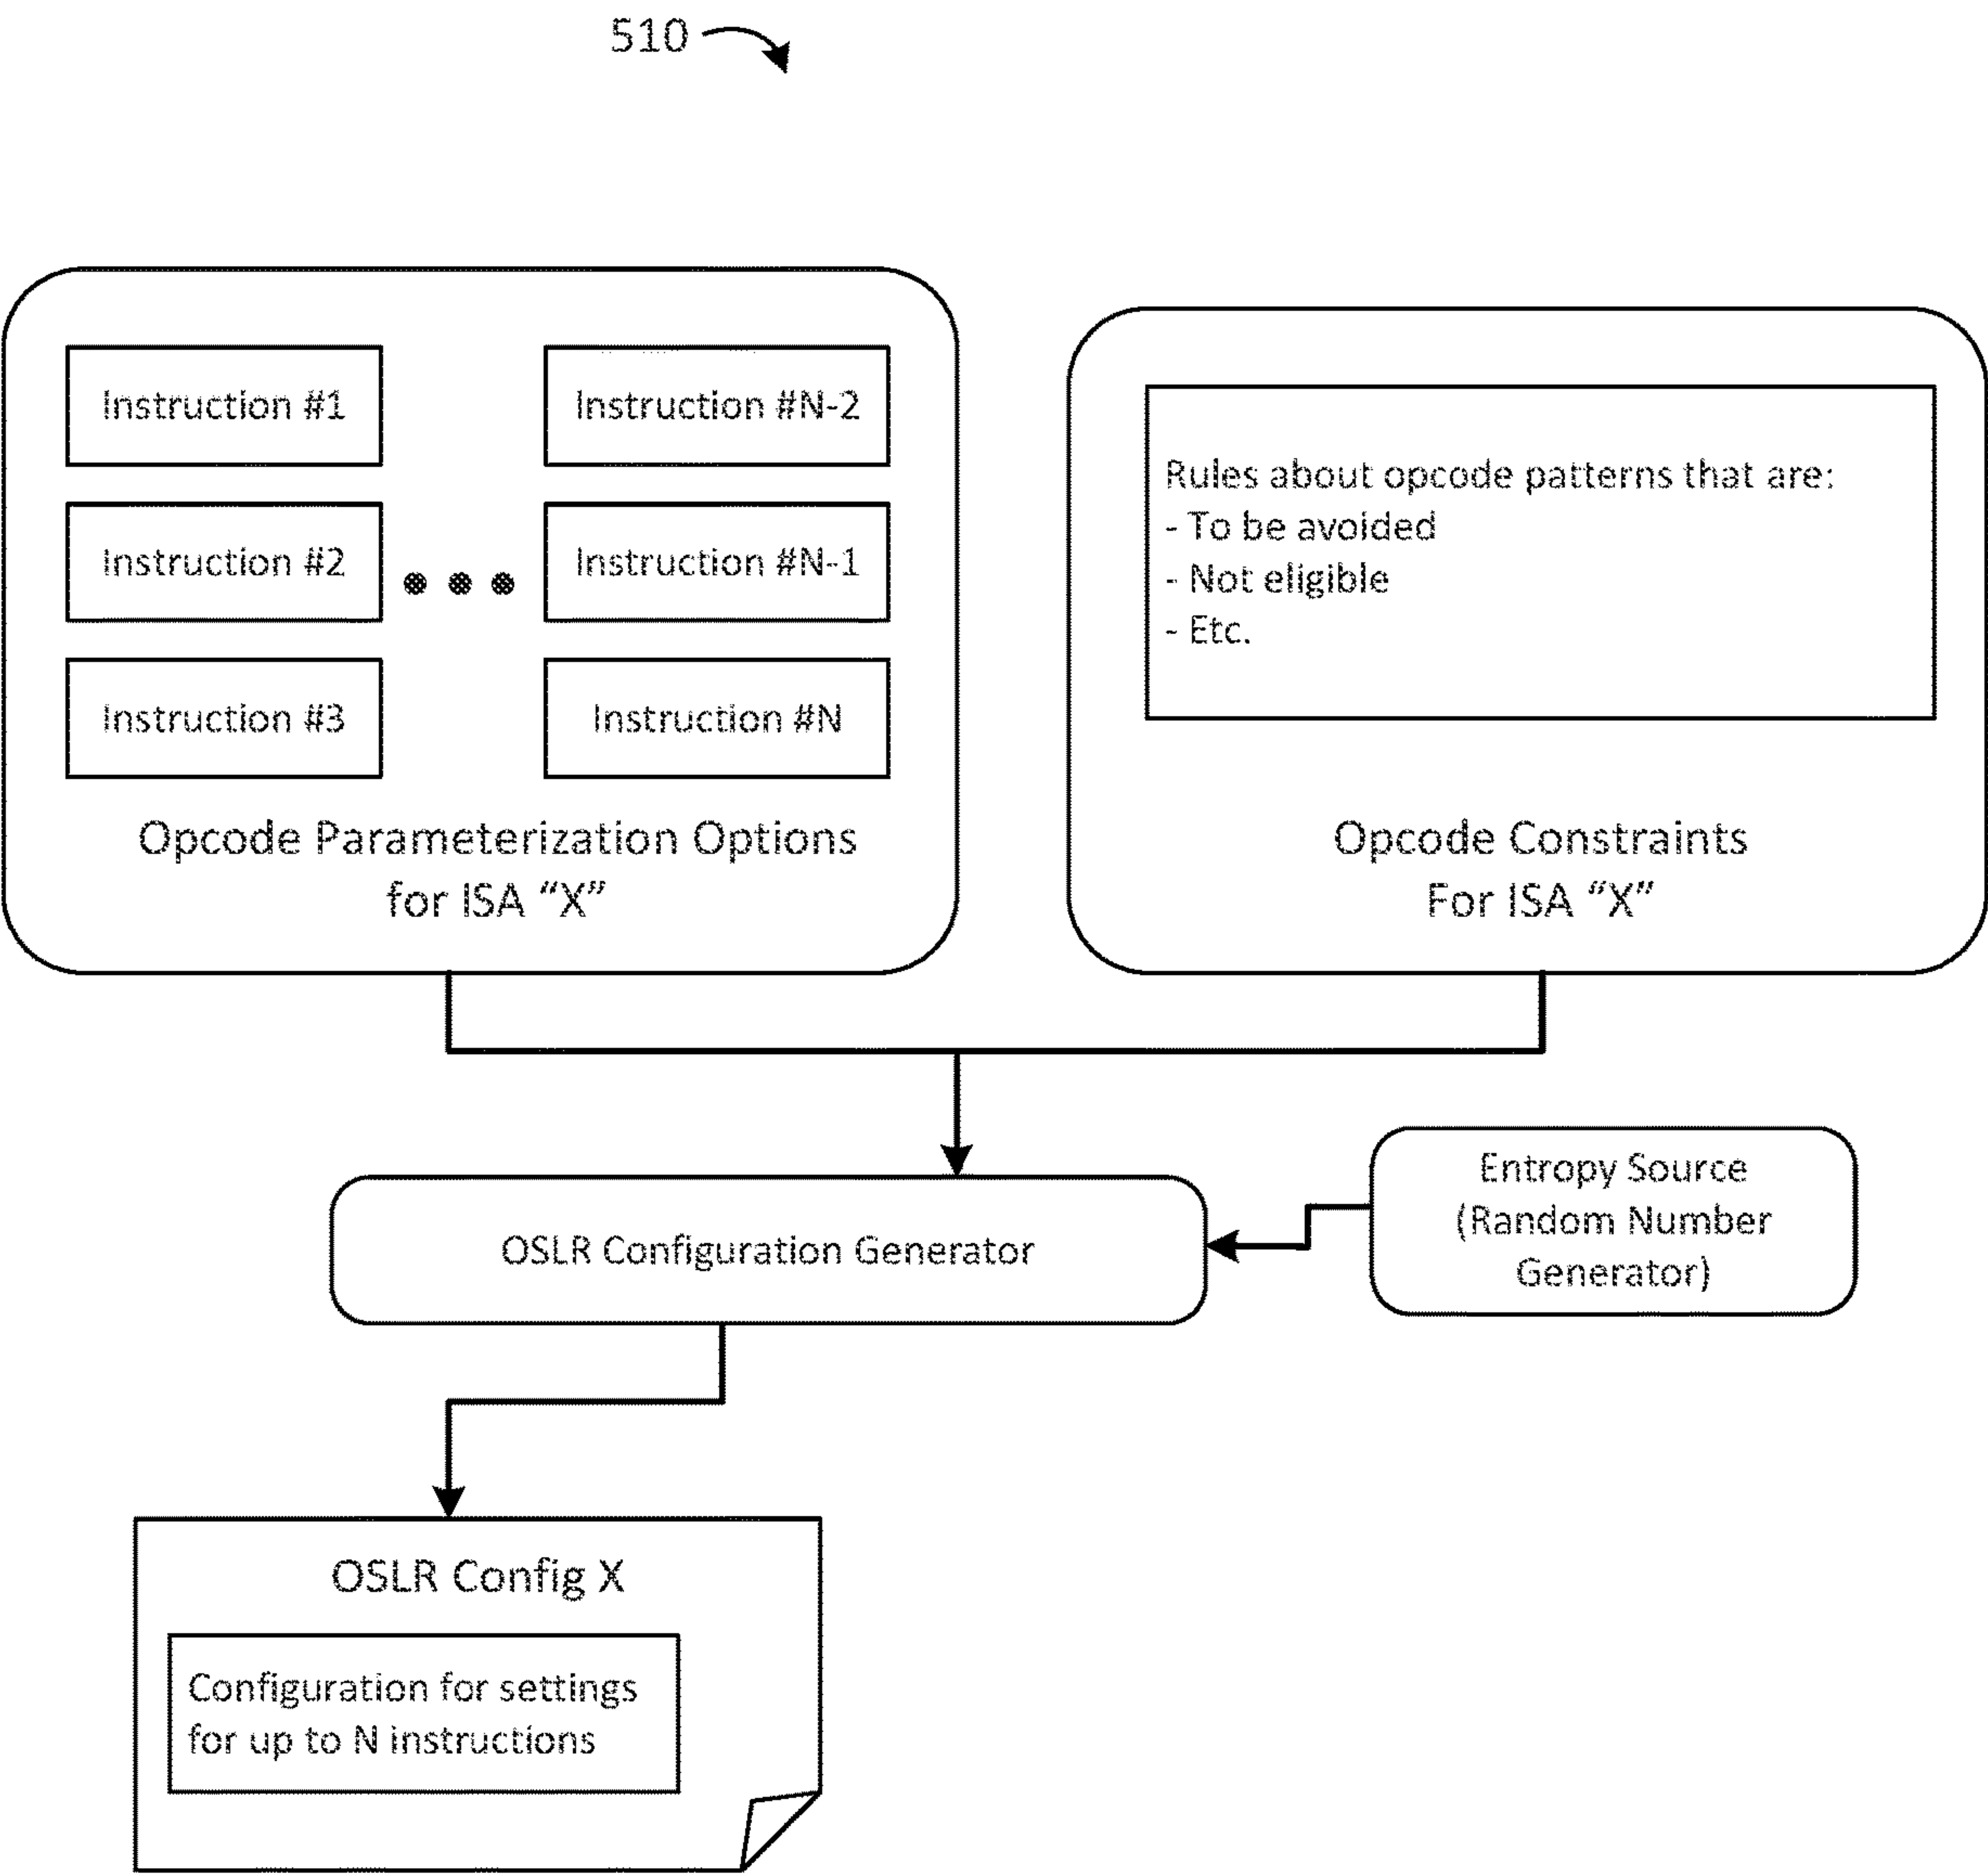 510
Instruction #1
Instruction #N-2
Instruction #2
Instruction #N-1
Instruction #3
Instruction #N
Opcode Parameterization Options
for ISA “X”
Rules about opcode patterns that are:
- To be avoided
- Not eligible
- Etc.
Opcode Constraints
For ISA “X”
OSLR Configuration Generator
Entropy Source
(Random Number
Generator)
OSLR Config X
Configuration for settings
for up to N instructions